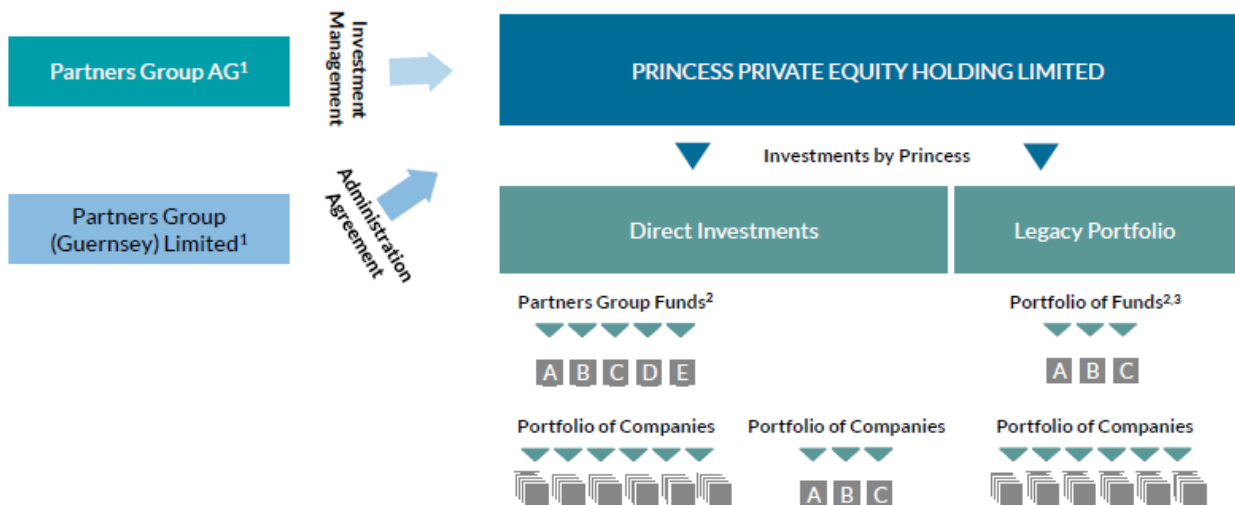 Partners Group AG¹
Investment
Management
PRINCESS PRIVATE EQUITY HOLDING LIMITED
Investments by Princess
Partners Group
(Guernsey) Limited¹
Administration
Agreement
Direct Investments
Legacy Portfolio
Partners Group Funds²
Portfolio of Funds²,³
A B C D E
A B C
Portfolio of Companies
Portfolio of Companies
Portfolio of Companies
A B C